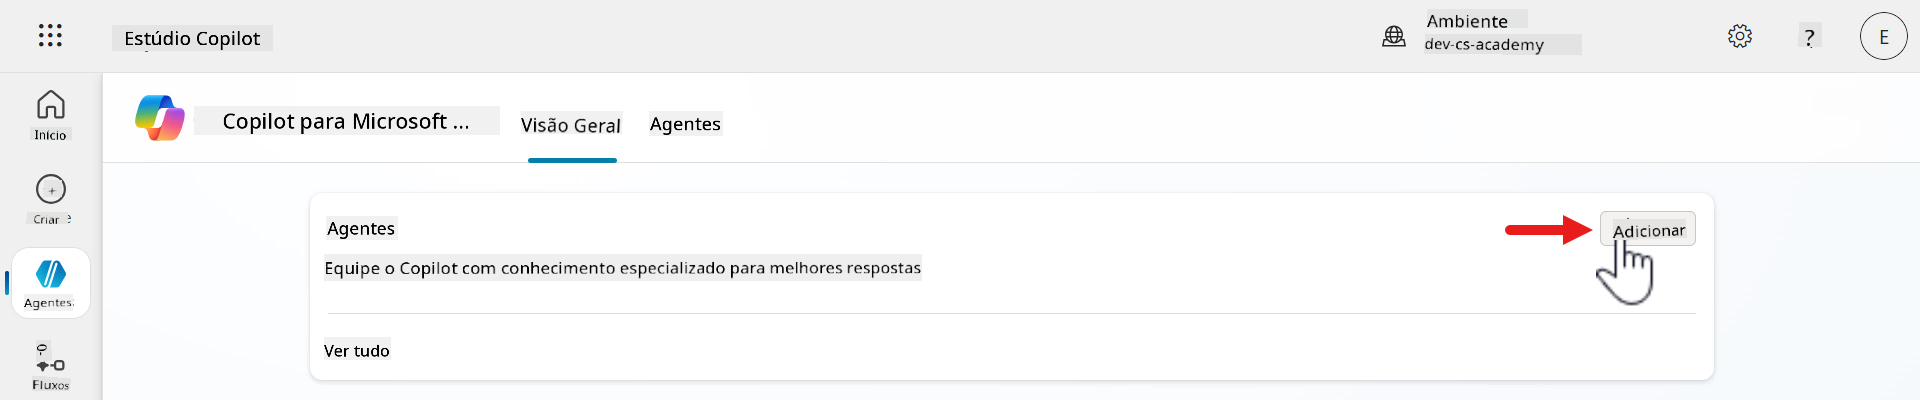 Estúdio Copilot
Ambiente
dev-cs-academy
?
E
Início
Criar
Agentes
Fluxos
Copilot para Microsoft ...
Visão Geral
Agentes
Agentes
Adicionar
Equipe o Copilot com conhecimento especializado para melhores respostas
Ver tudo